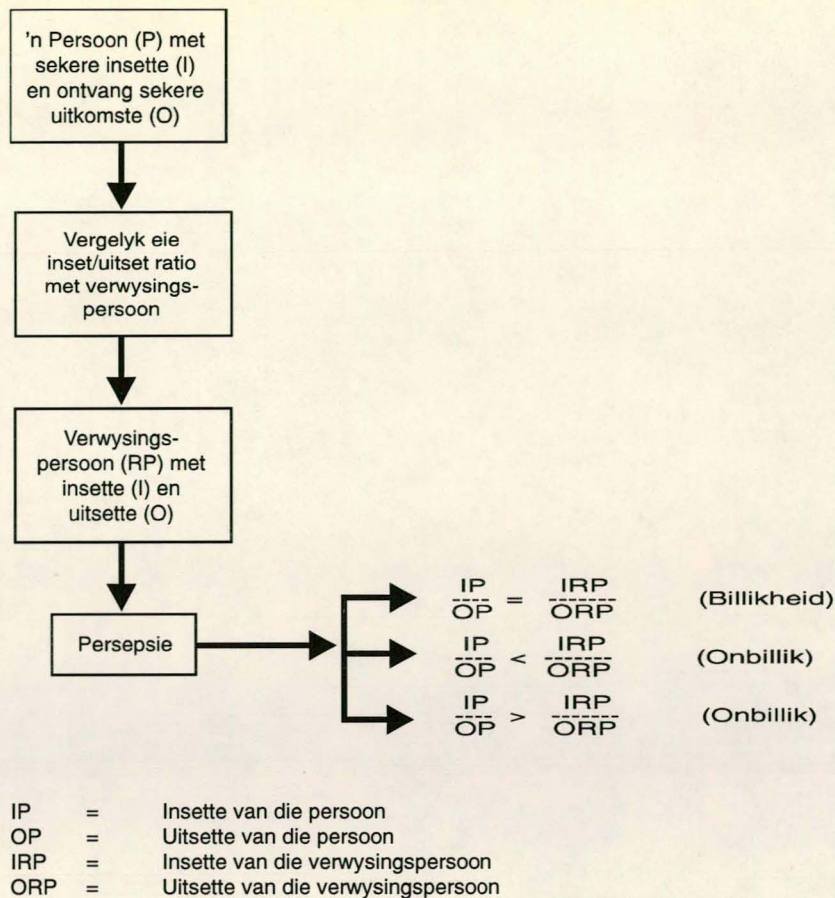 'n Persoon (P) met
sekere insette (I)
en ontvang sekere
uitkomste (O)
Vergelyk eie
inset/uitset ratio
met verwysings-
persoon
Verwysings-
persoon (RP) met
insette (I) en
uitsette (O)
Persepsie
IP/OP = IRP/ORP (Billikheid)
IP/OP < IRP/ORP (Onbillik)
IP/OP > IRP/ORP (Onbillik)
IP = Insette van die persoon
OP = Uitsette van die persoon
IRP = Insette van die verwysingspersoon
ORP = Uitsette van die verwysingspersoon